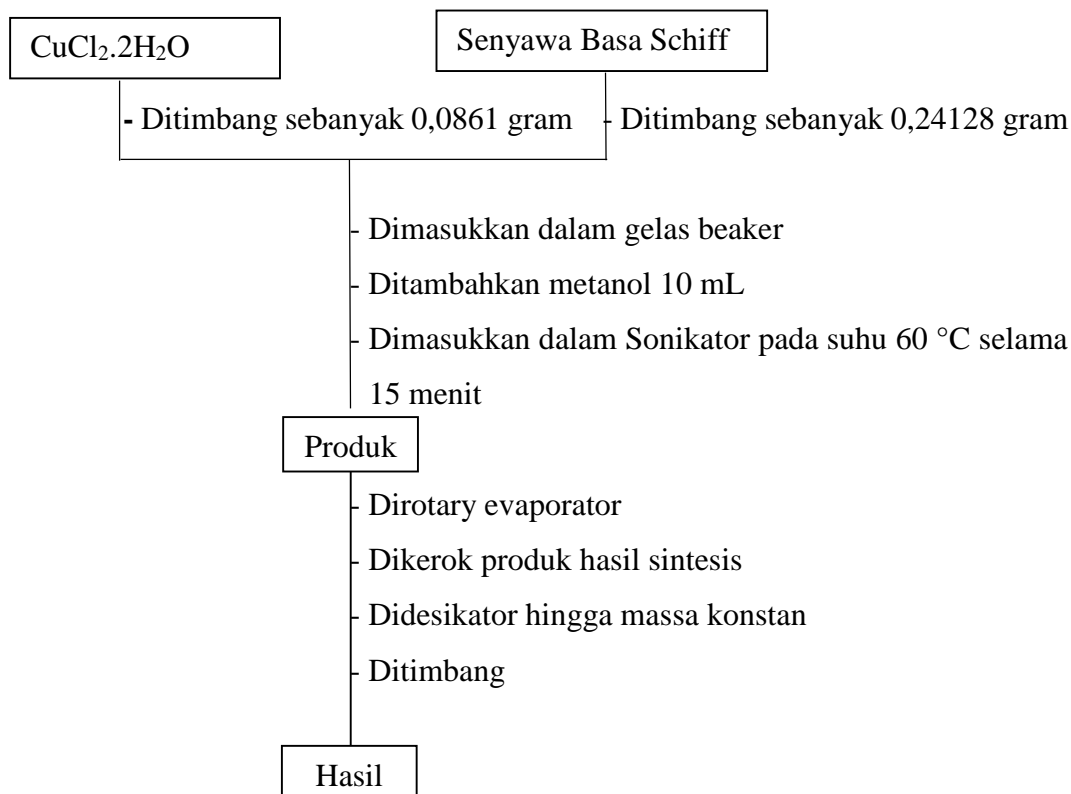 CuCl₂.2H₂O
Senyawa Basa Schiff
- Ditimbang sebanyak 0,0861 gram
- Ditimbang sebanyak 0,24128 gram
- Dimasukkan dalam gelas beaker
- Ditambahkan metanol 10 mL
- Dimasukkan dalam Sonikator pada suhu 60 °C selama
15 menit
Produk
- Dirotary evaporator
- Dikerok produk hasil sintesis
- Didesikator hingga massa konstan
- Ditimbang
Hasil